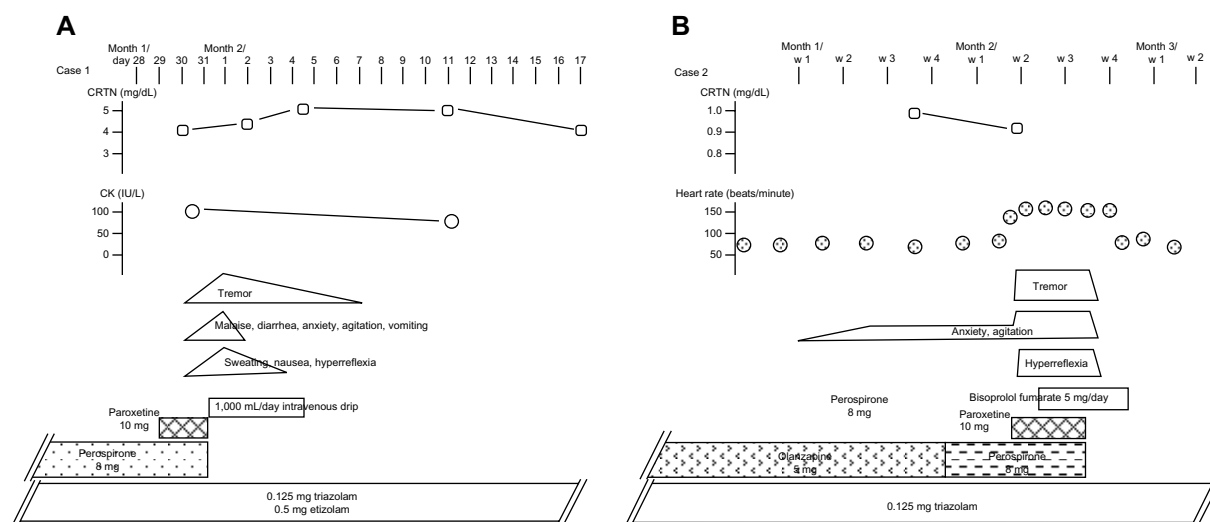 A
Month 1/
day 28 29 30 31
Month 2/
1 2 3 4 5 6 7 8 9 10 11 12 13 14 15 16 17
Case 1
CRTN (mg/dL)
5
4
3
CK (IU/L)
100
50
0
Tremor
Malaise, diarrhea, anxiety, agitation, vomiting
Sweating, nausea, hyperreflexia
1,000 mL/day intravenous drip
Paroxetine
10 mg
Perospirone
8 mg
0.125 mg triazolam
0.5 mg etizolam
B
Month 1/
w 1 w 2 w 3 w 4
Month 2/
w 1 w 2 w 3 w 4
Month 3/
w 1 w 2
Case 2
CRTN (mg/dL)
1.0
0.9
0.8
Heart rate (beats/minute)
150
100
50
Tremor
Anxiety, agitation
Hyperreflexia
Bisoprolol fumarate 5 mg/day
Perospirone
8 mg
Paroxetine
10 mg
Olanzapine
5 mg
Perospirone
8 mg
0.125 mg triazolam